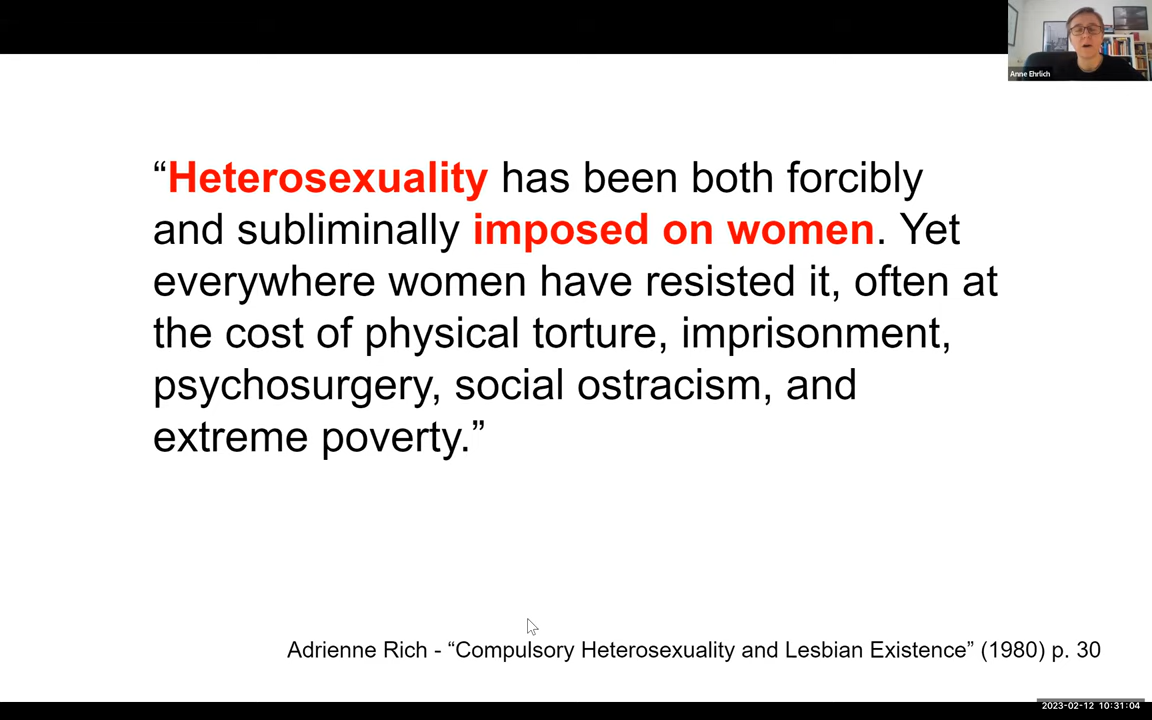 Anne Ehrlich
“Heterosexuality has been both forcibly
and subliminally imposed on women. Yet
everywhere women have resisted it, often at
the cost of physical torture, imprisonment,
psychosurgery, social ostracism, and
extreme poverty.”
Adrienne Rich - “Compulsory Heterosexuality and Lesbian Existence” (1980) p. 30
2023-02-12 10:31:04